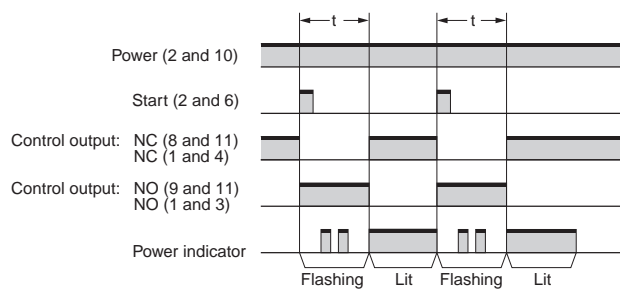 t t
Power (2 and 10)
Start (2 and 6)
Control output: NC (8 and 11)
NC (1 and 4)
Control output: NO (9 and 11)
NO (1 and 3)
Power indicator
Flashing Lit Flashing Lit